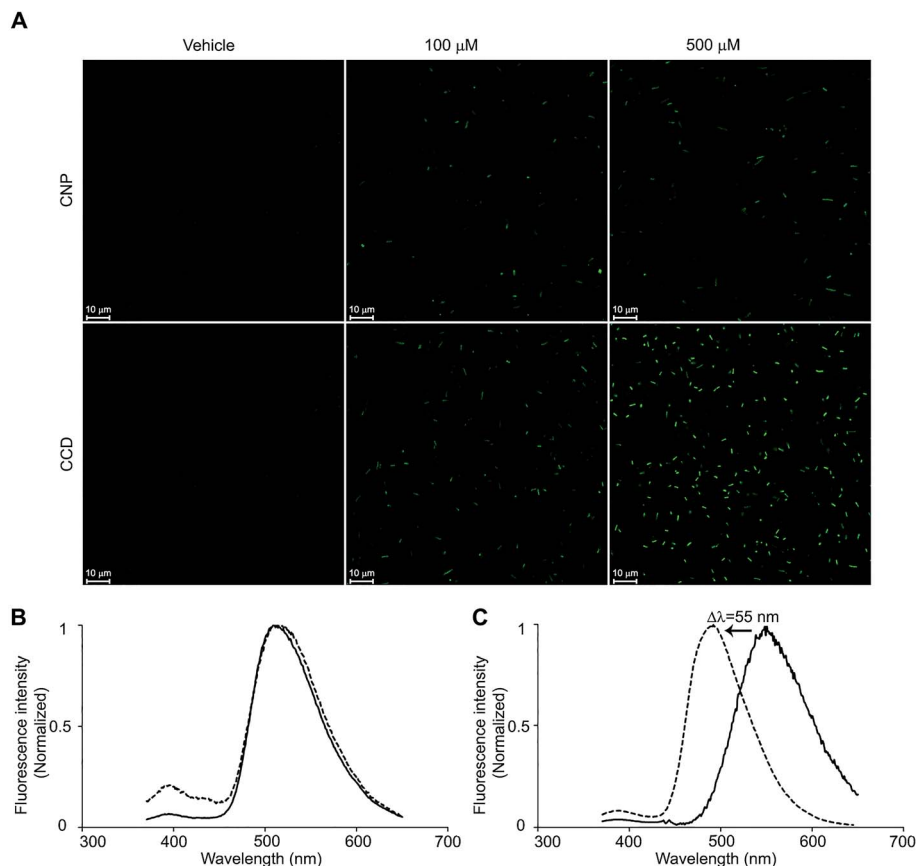 A
Vehicle 100 μM 500 μM
CNP
10 μm 10 μm 10 μm
CCD
10 μm 10 μm 10 μm
B
Fluorescence intensity
(Normalized)
1
0.5
0
300 400 500 600 700
Wavelength (nm)
C
Δλ=55 nm
Fluorescence intensity
(Normalized)
1
0.5
0
300 400 500 600 700
Wavelength (nm)